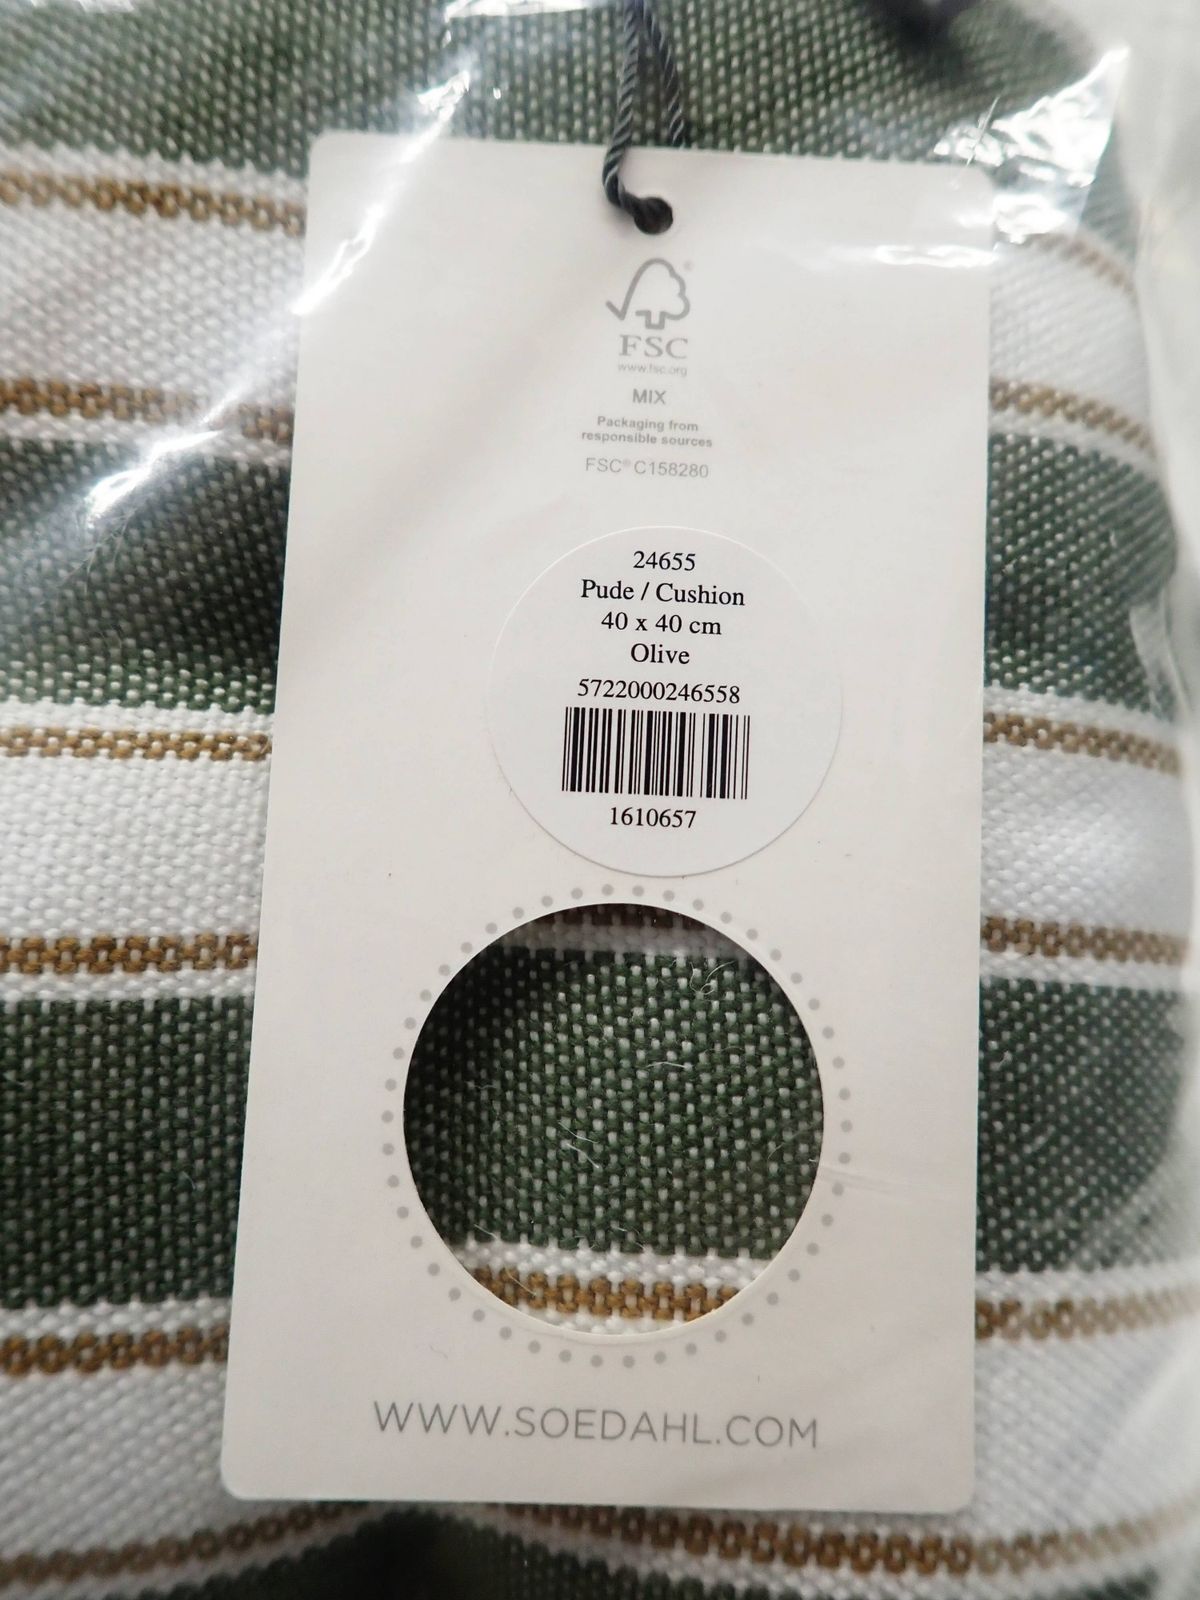 FSC
www.fsc.org
MIX
Packaging from
responsible sources
FSC® C158280
24655
Pude / Cushion
40 x 40 cm
Olive
5722000246558
1610657
WWW.SOEDAHL.COM